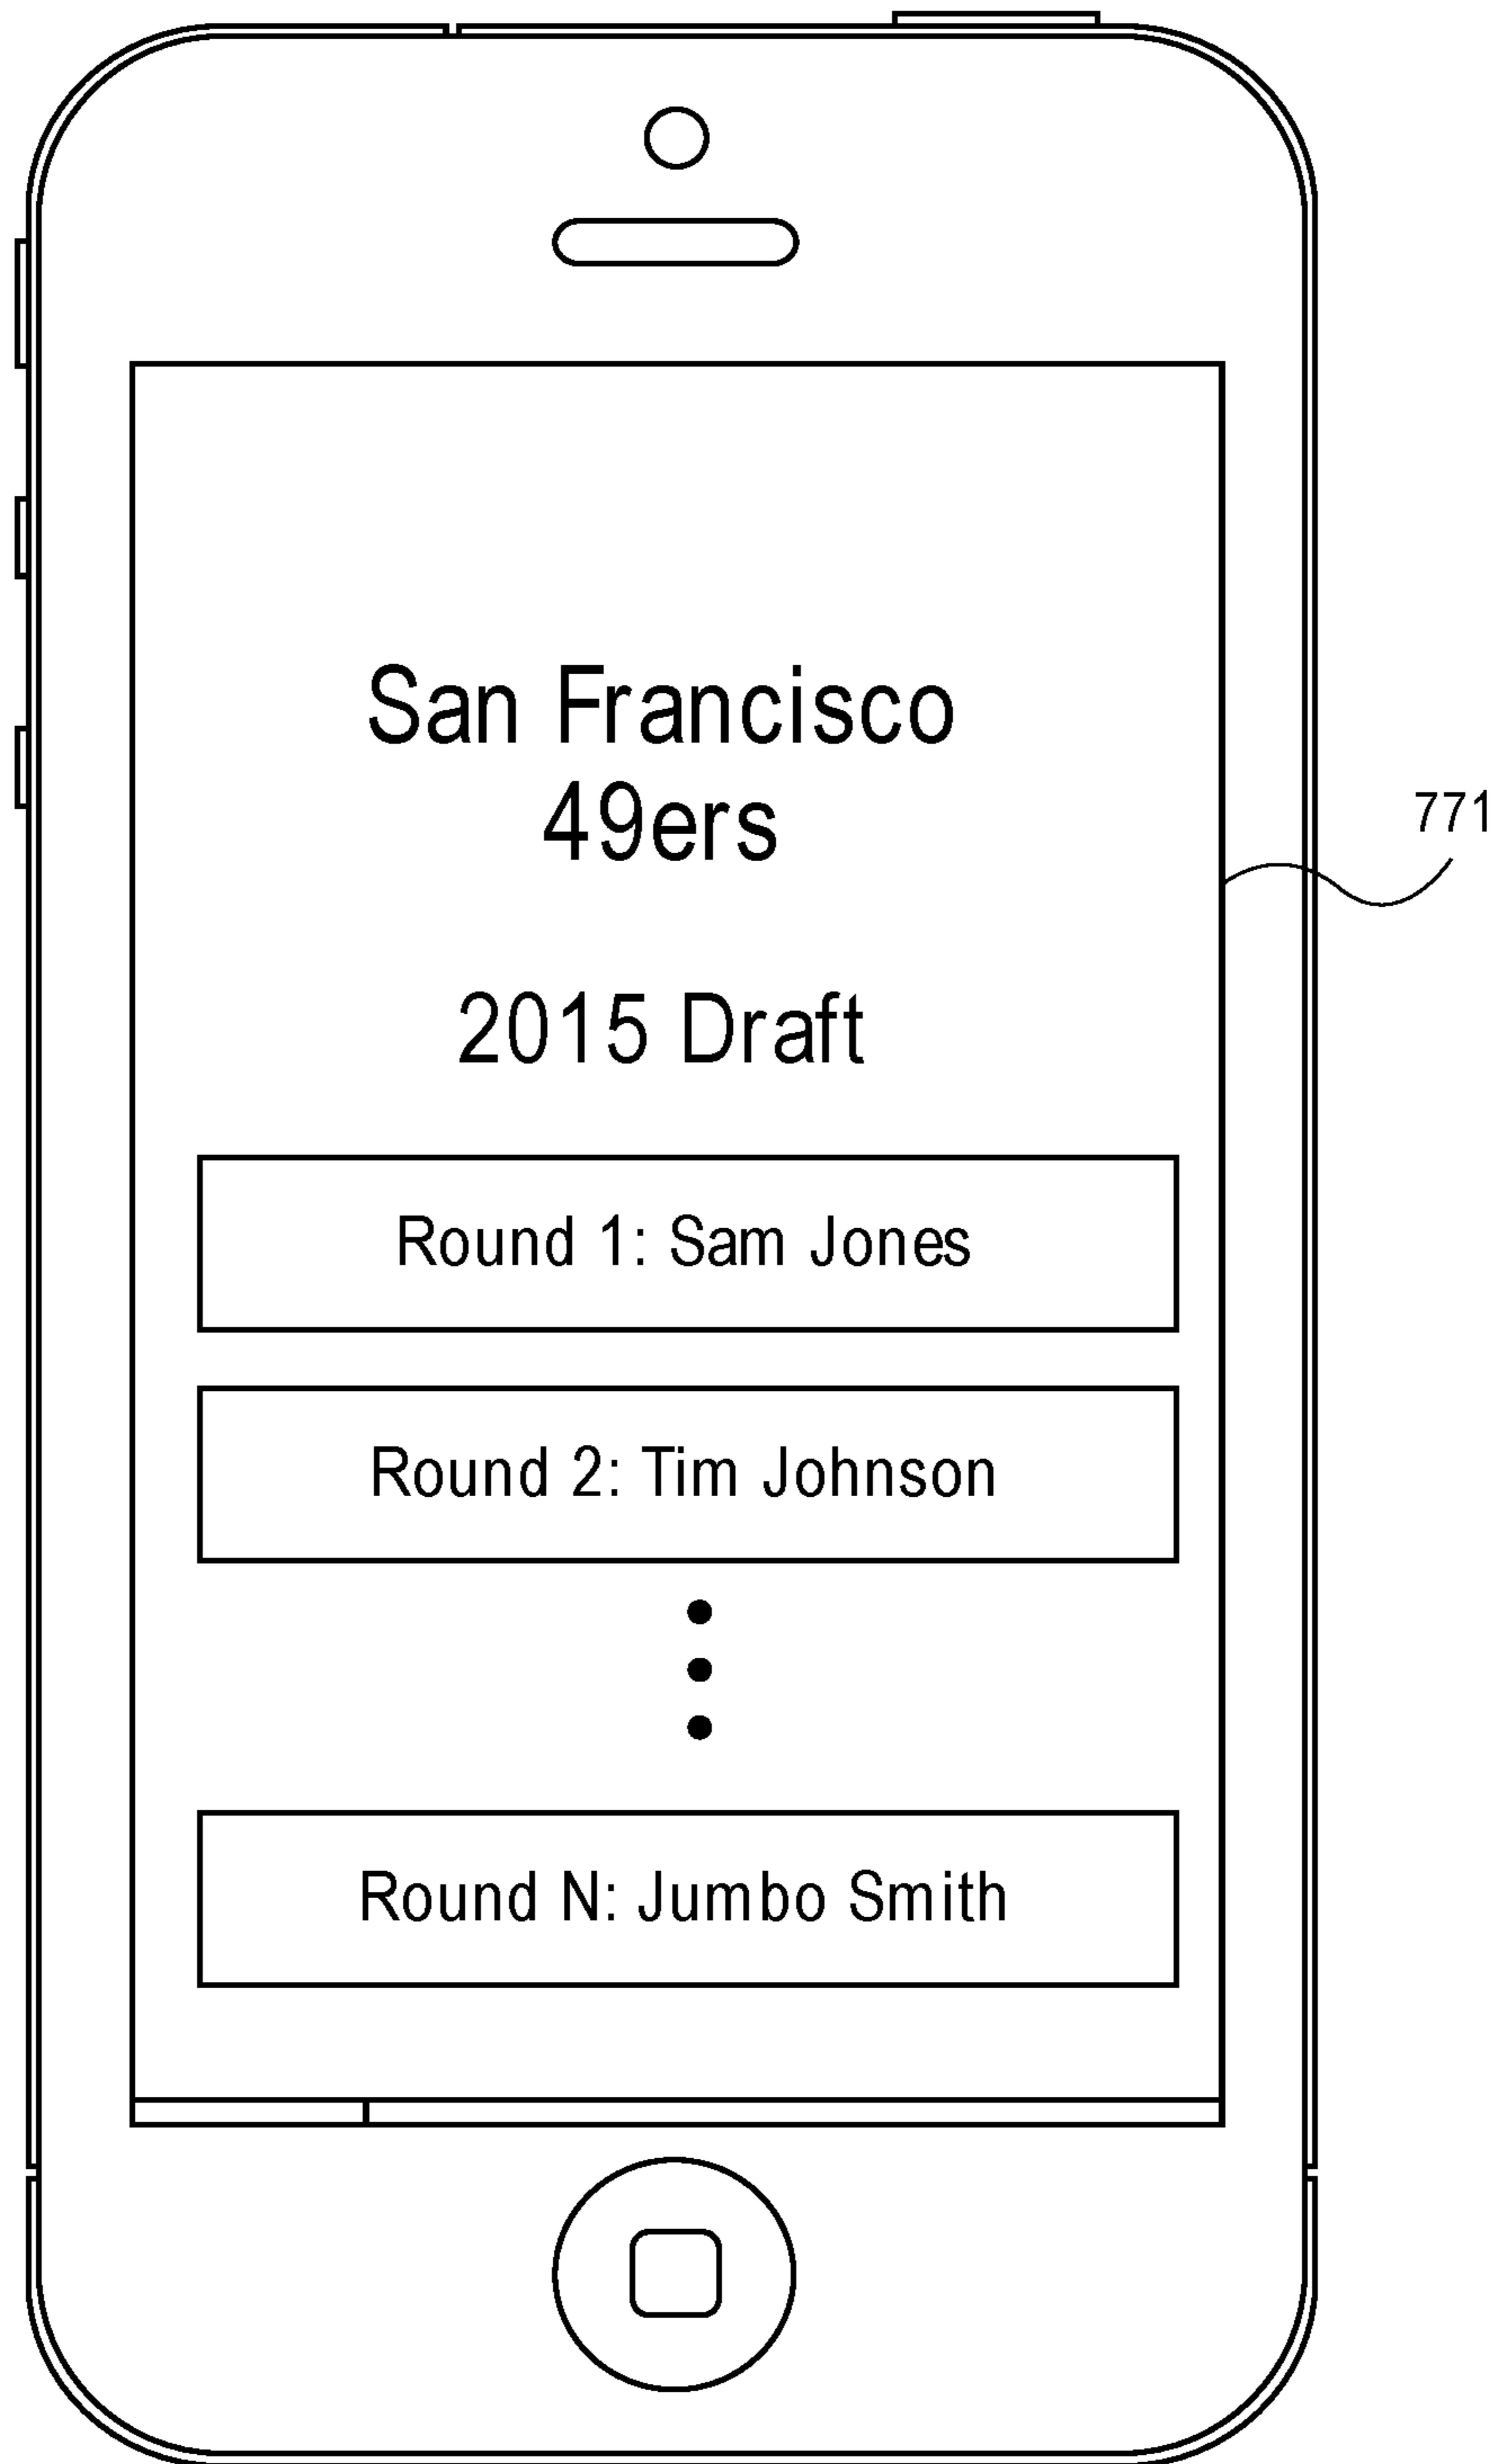 San Francisco
49ers
771
2015 Draft
Round 1: Sam Jones
Round 2: Tim Johnson
Round N: Jumbo Smith